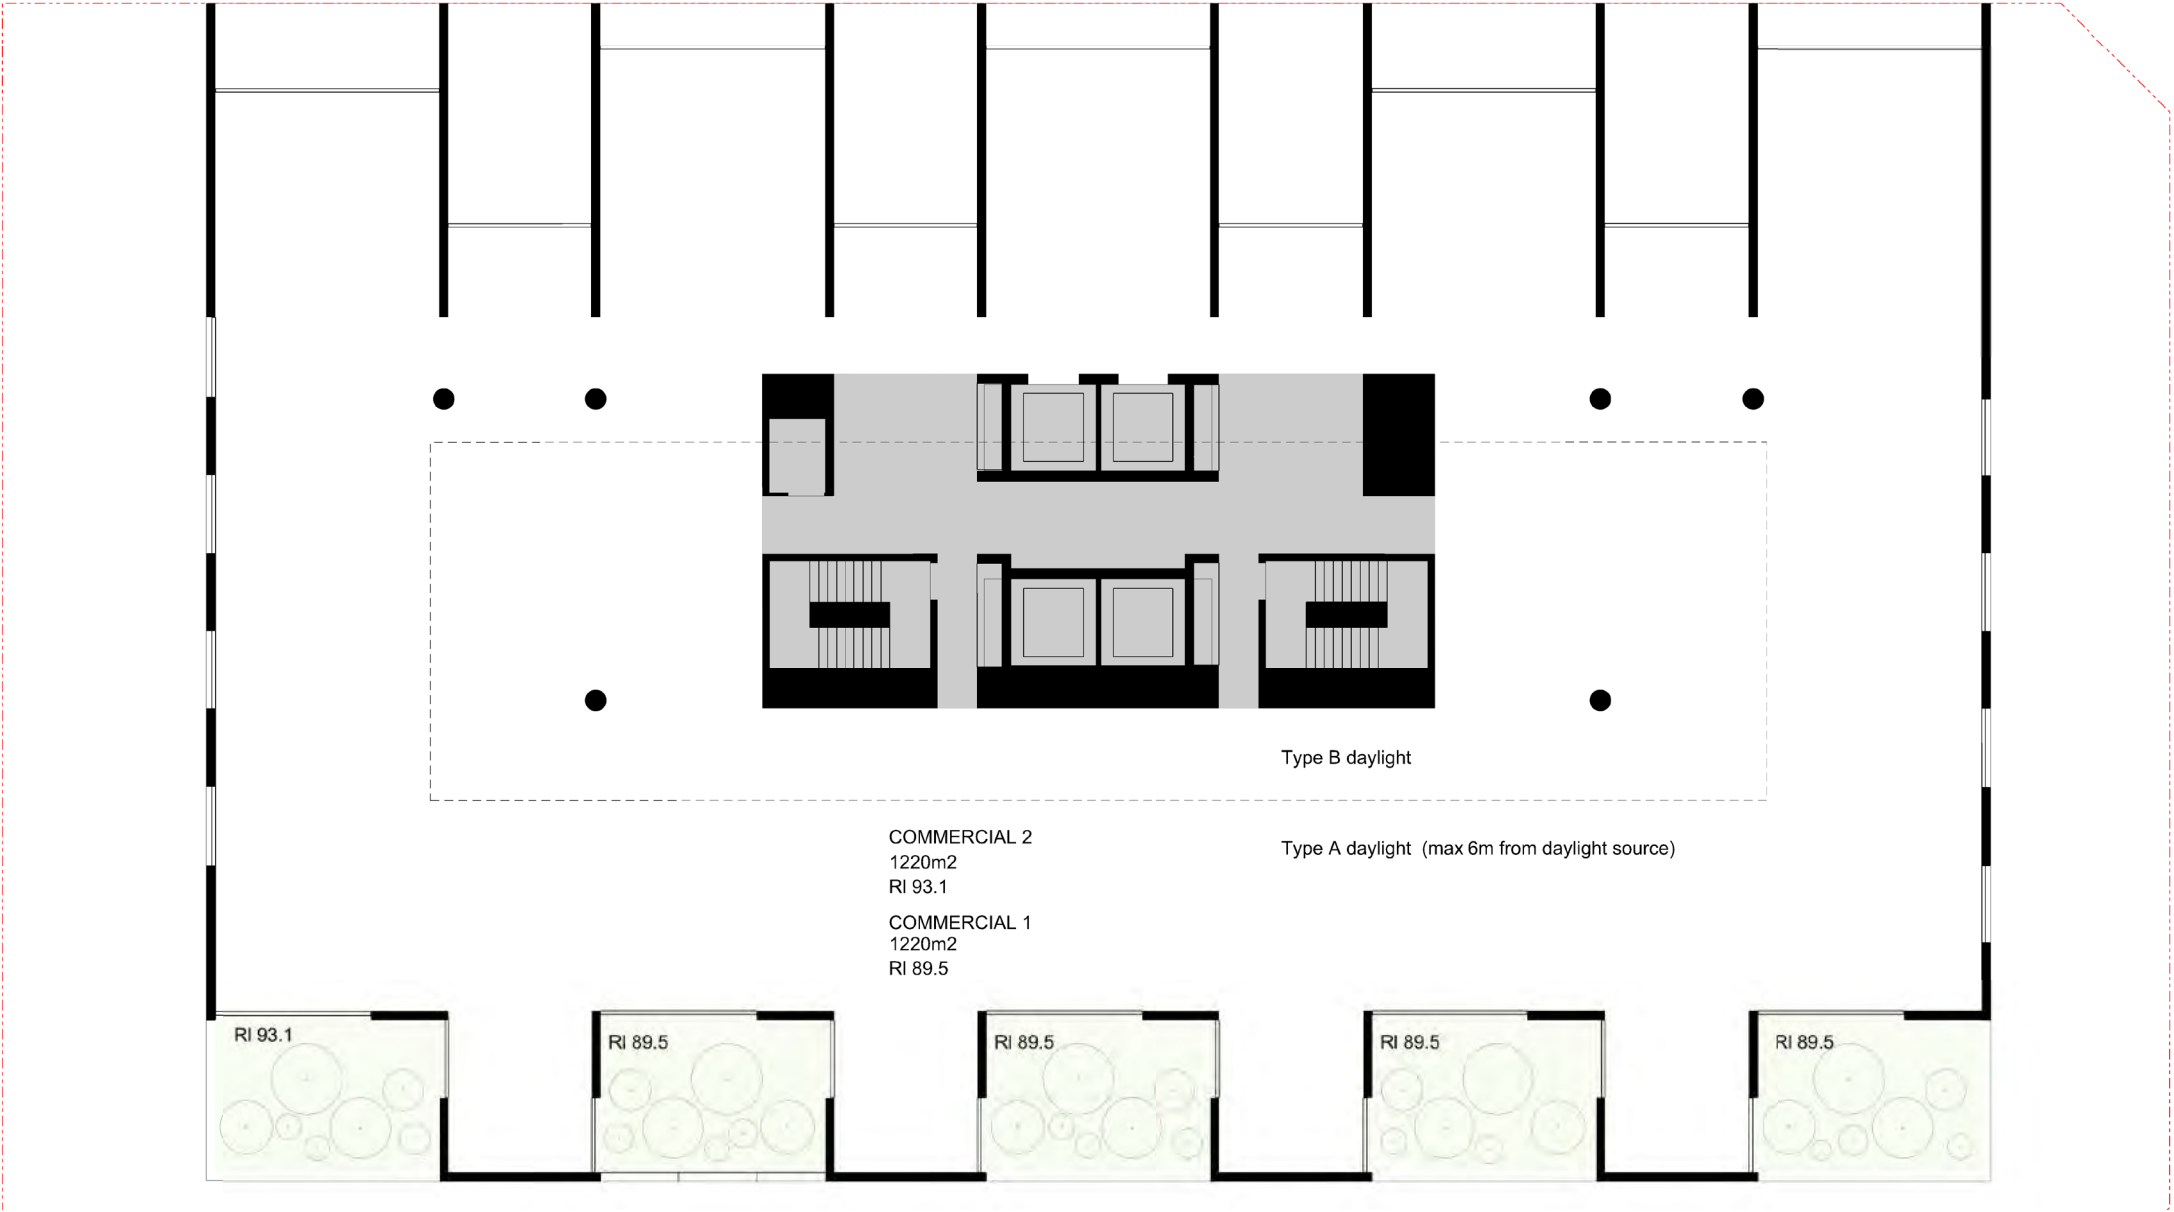 Type B daylight
COMMERCIAL 2
1220m2
RI 93.1
Type A daylight (max 6m from daylight source)
COMMERCIAL 1
1220m2
RI 89.5
RI 93.1
RI 89.5
RI 89.5
RI 89.5
RI 89.5